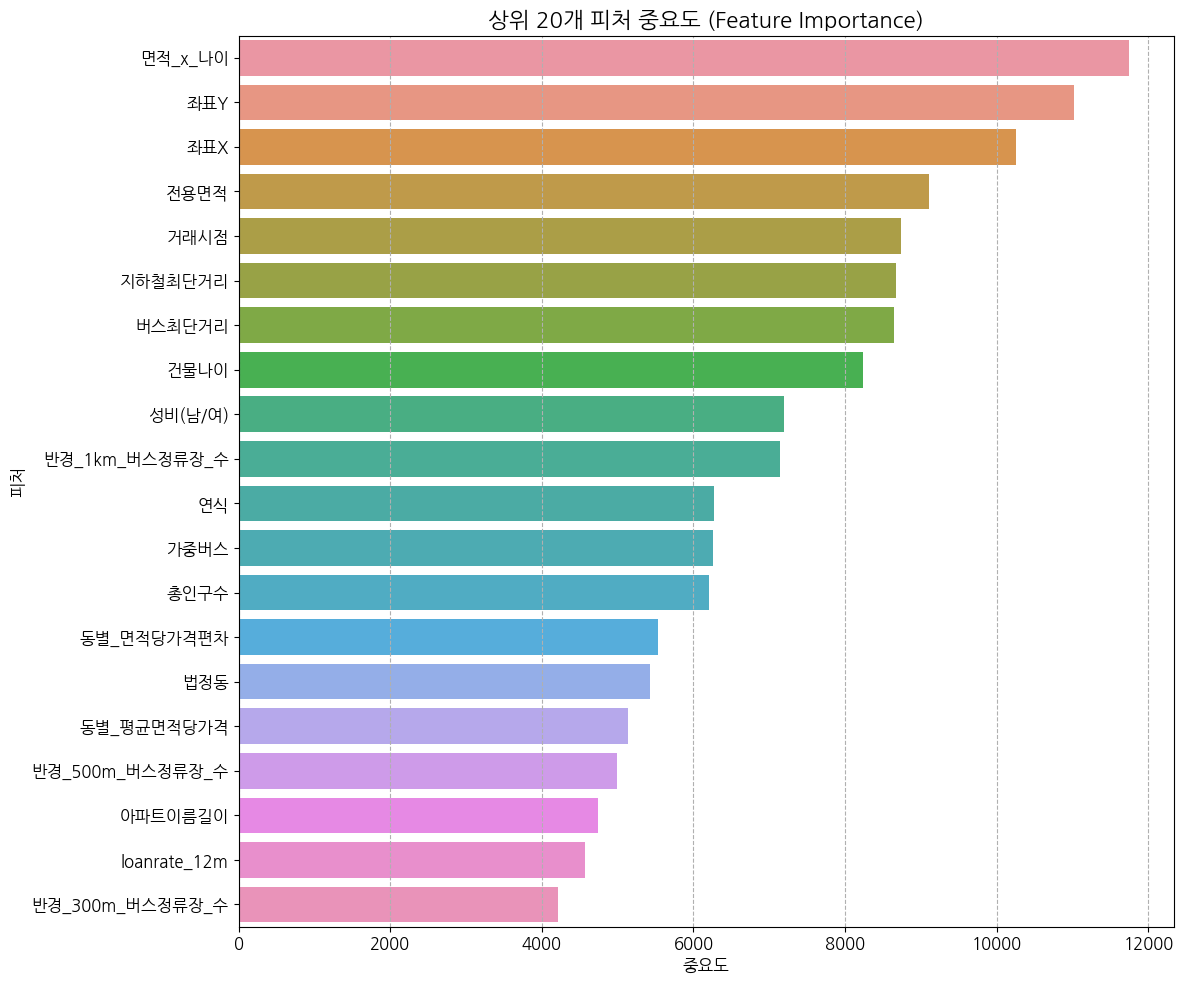 상위 20개 피처 중요도 (Feature Importance)
피처
면적_x_나이
좌표Y
좌표X
전용면적
거래시점
지하철최단거리
버스최단거리
건물나이
성비(남/여)
반경_1km_버스정류장_수
연식
가중버스
총인구수
동별_면적당가격편차
법정동
동별_평균면적당가격
반경_500m_버스정류장_수
아파트이름길이
loanrate_12m
반경_300m_버스정류장_수
0 2000 4000 6000 8000 10000 12000
중요도